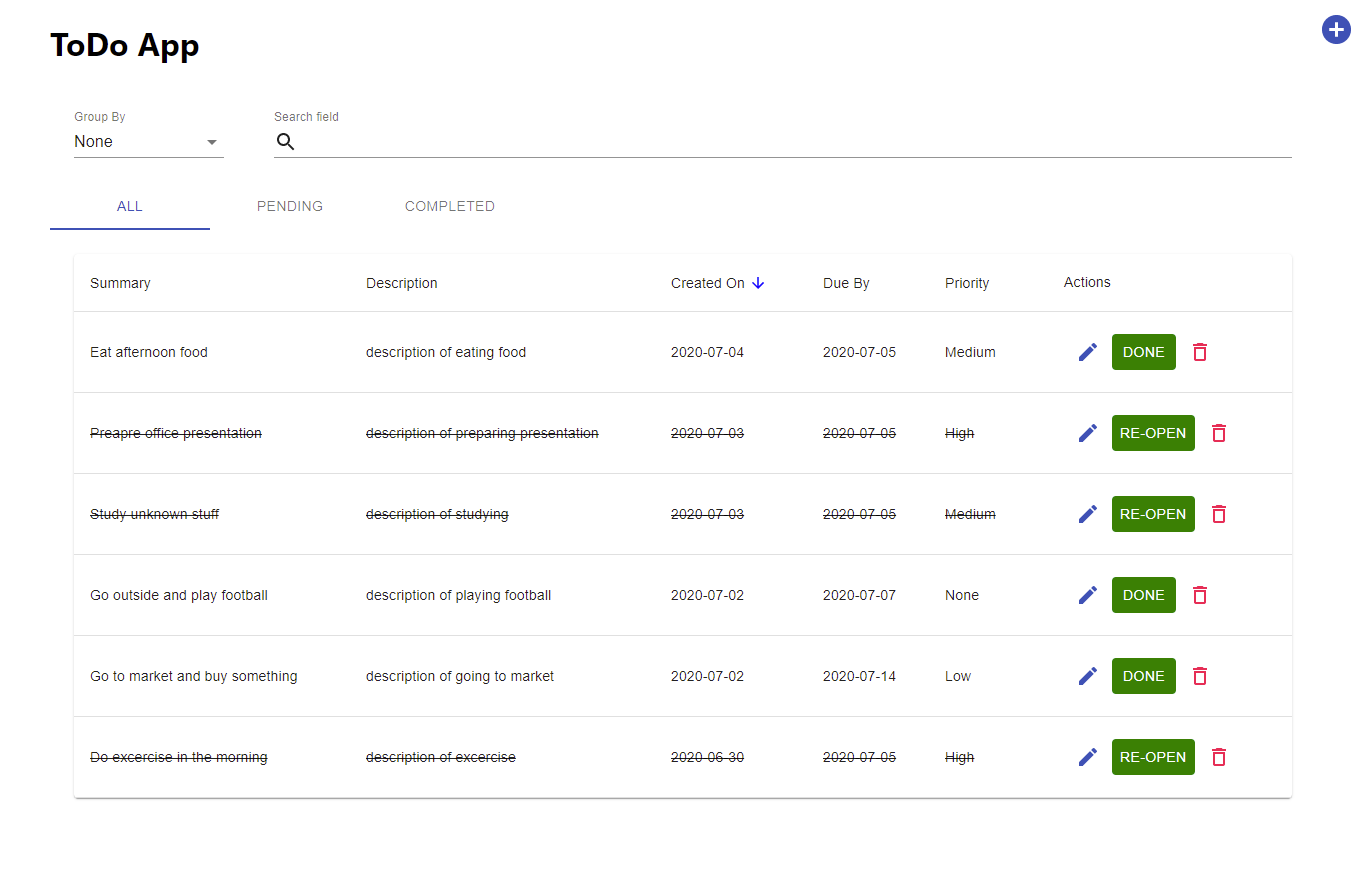 ToDo App
Group By
Search field
None
ALL PENDING COMPLETED
Summary Description Created On Due By Priority Actions
Eat afternoon food description of eating food 2020-07-04 2020-07-05 Medium DONE
Preapre office presentation description of preparing presentation 2020-07-03 2020-07-05 High RE-OPEN
Study unknown stuff description of studying 2020-07-03 2020-07-05 Medium RE-OPEN
Go outside and play football description of playing football 2020-07-02 2020-07-07 None DONE
Go to market and buy something description of going to market 2020-07-02 2020-07-14 Low DONE
Do excercise in the morning description of excercise 2020-06-30 2020-07-05 High RE-OPEN